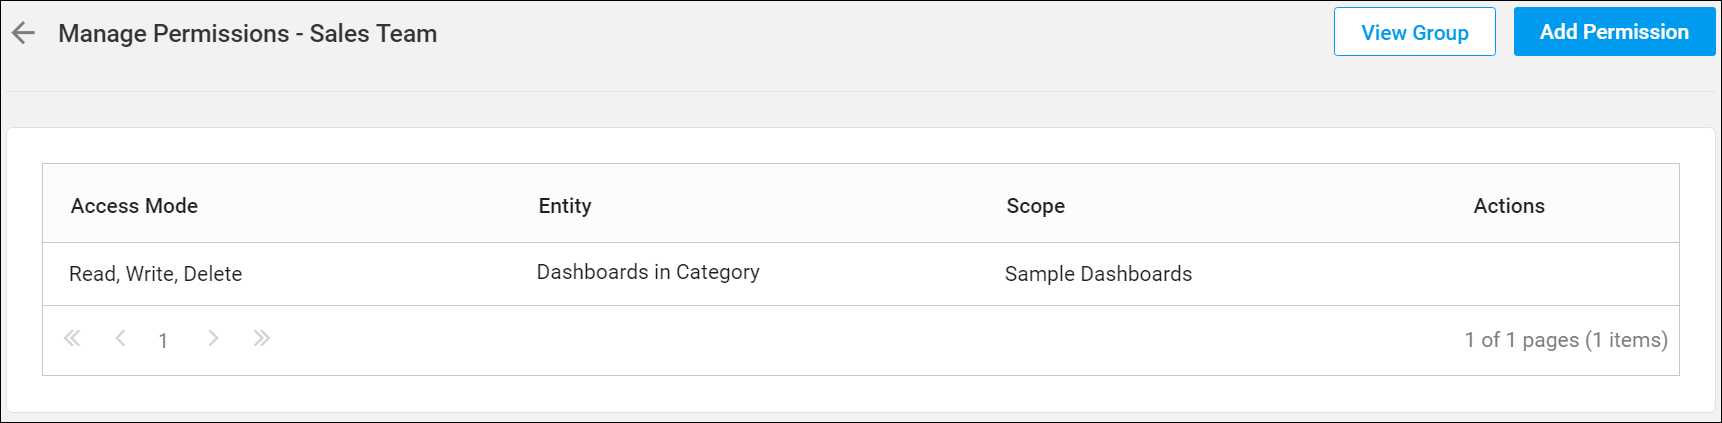 Manage Permissions - Sales Team
View Group
Add Permission
Access Mode
Entity
Scope
Actions
Read, Write, Delete
Dashboards in Category
Sample Dashboards
1
1 of 1 pages (1 items)